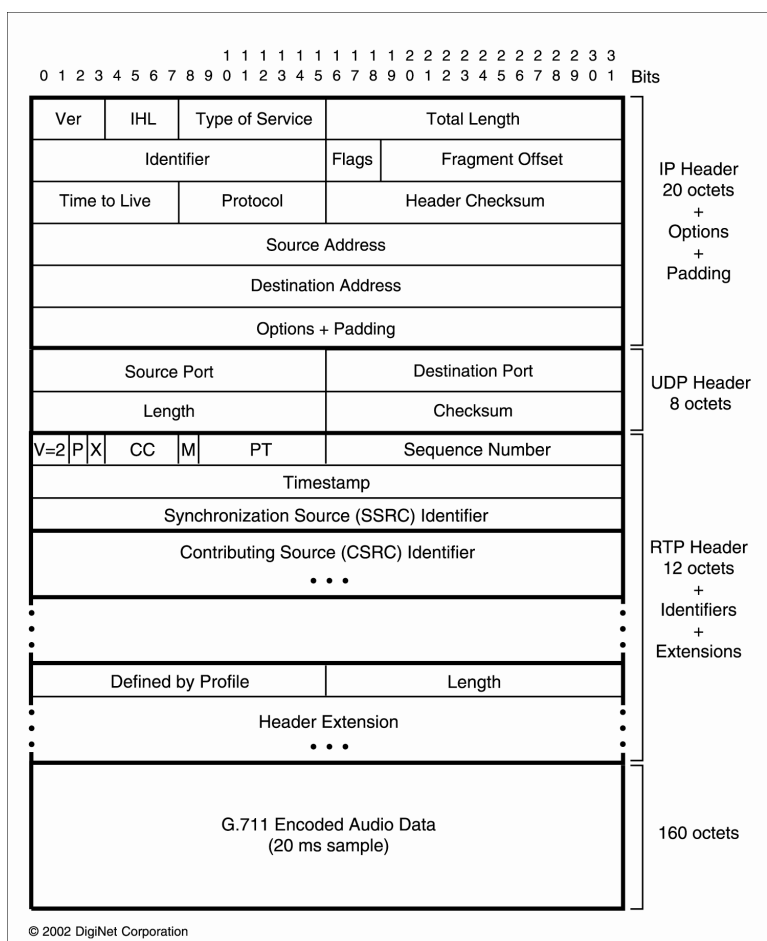 1 1 1 1 1 1 1 1 1 1 2 2 2 2 2 2 2 2 2 2 3 3
0 1 2 3 4 5 6 7 8 9 0 1 2 3 4 5 6 7 8 9 0 1 2 3 4 5 6 7 8 9 0 1 Bits
Ver IHL Type of Service Total Length
Identifier Flags Fragment Offset
Time to Live Protocol Header Checksum
Source Address
Destination Address
Options + Padding
IP Header
20 octets
+
Options
+
Padding
Source Port Destination Port
Length Checksum
UDP Header
8 octets
V=2 P X CC M PT Sequence Number
Timestamp
Synchronization Source (SSRC) Identifier
Contributing Source (CSRC) Identifier
• • •
Defined by Profile Length
Header Extension
• • •
RTP Header
12 octets
+
Identifiers
+
Extensions
G.711 Encoded Audio Data
(20 ms sample)
160 octets
© 2002 DigiNet Corporation